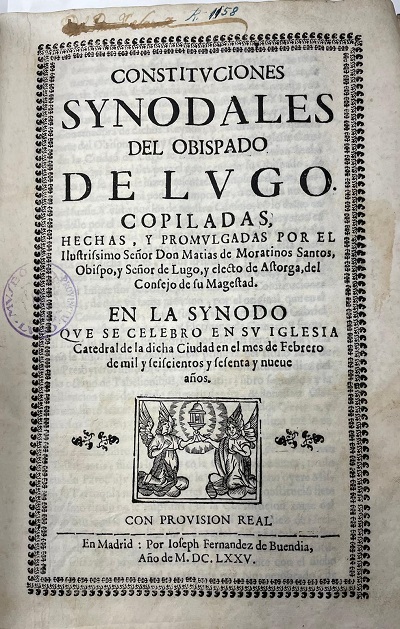 A. 1158
CONSTITVCIONES
SYNODALES
DEL OBISPADO
DE LVGO.
COPILADAS,
HECHAS, Y PROMVLGADAS POR EL
Ilustrissimo Señor Don Matias de Moratinos Santos,
Obispo, y Señor de Lugo, y electo de Astorga, del
Consejo de su Magestad.
EN LA SYNODO
QVE SE CELEBRO EN SV IGLESIA
Catedral de la dicha Ciudad en el mes de Febrero
de mil y seiscientos y sesenta y nueve
años.
CON PROVISION REAL
En Madrid: Por Ioseph Fernandez de Buendia,
Año de M. DC. LXXV.